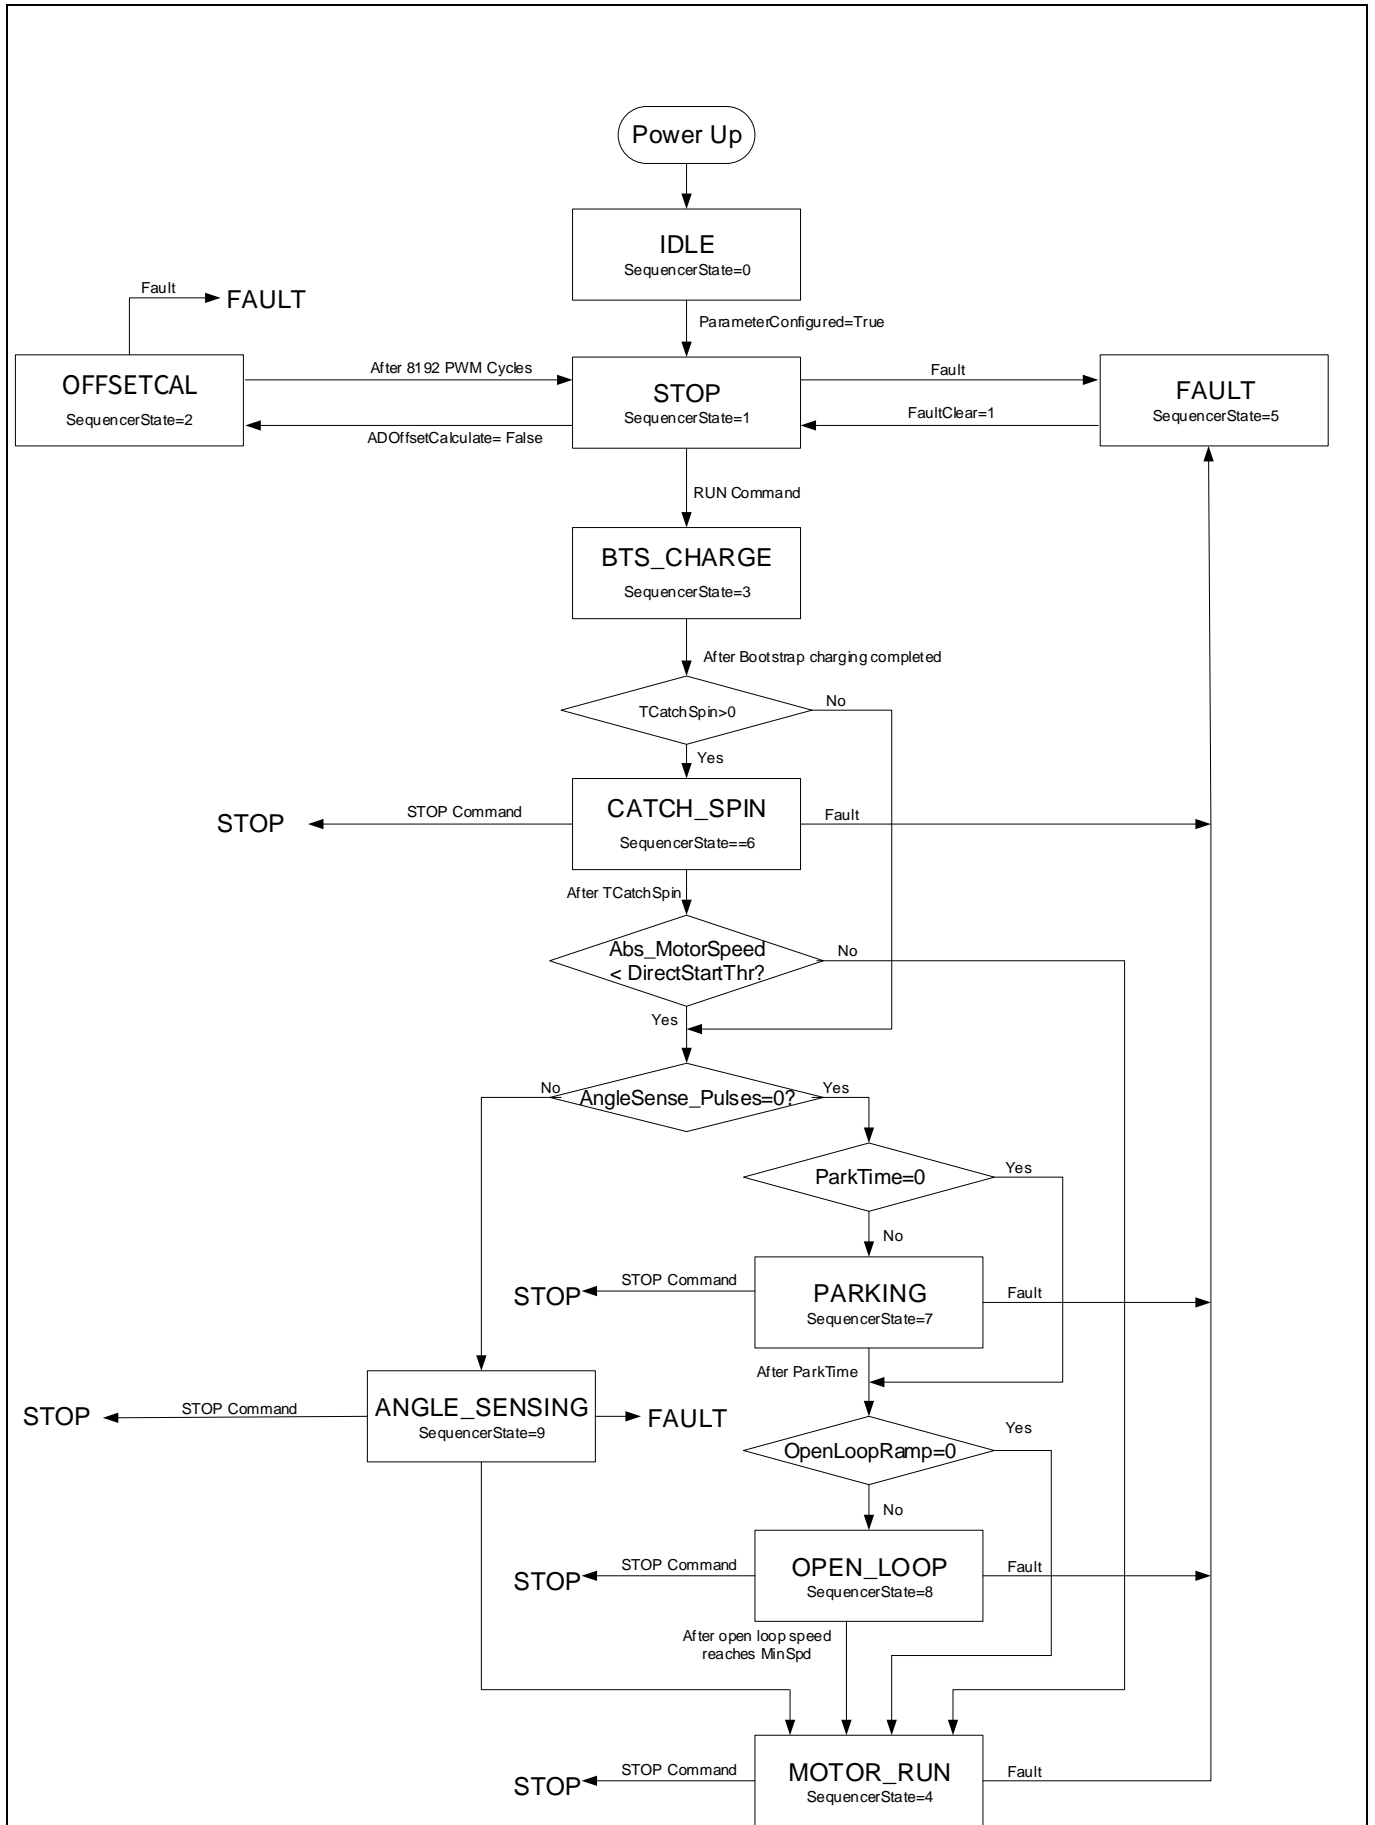 Power Up
IDLE
SequencerState=0
Fault
FAULT
ParameterConfigured=True
OFFSETCAL
SequencerState=2
After 8192 PWM Cycles
ADOffsetCalculate= False
STOP
SequencerState=1
Fault
FaultClear=1
FAULT
SequencerState=5
RUN Command
BTS_CHARGE
SequencerState=3
After Bootstrap charging completed
TCatchSpin>0
No
Yes
STOP
STOP Command
CATCH_SPIN
SequencerState==6
Fault
After TCatchSpin
Abs_MotorSpeed
< DirectStartThr?
No
Yes
No
AngleSense_Pulses=0?
Yes
ParkTime=0
Yes
No
STOP
STOP Command
PARKING
SequencerState=7
Fault
After ParkTime
STOP
STOP Command
ANGLE_SENSING
SequencerState=9
FAULT
OpenLoopRamp=0
Yes
No
STOP
STOP Command
OPEN_LOOP
SequencerState=8
Fault
After open loop speed
reaches MinSpd
STOP
STOP Command
MOTOR_RUN
SequencerState=4
Fault